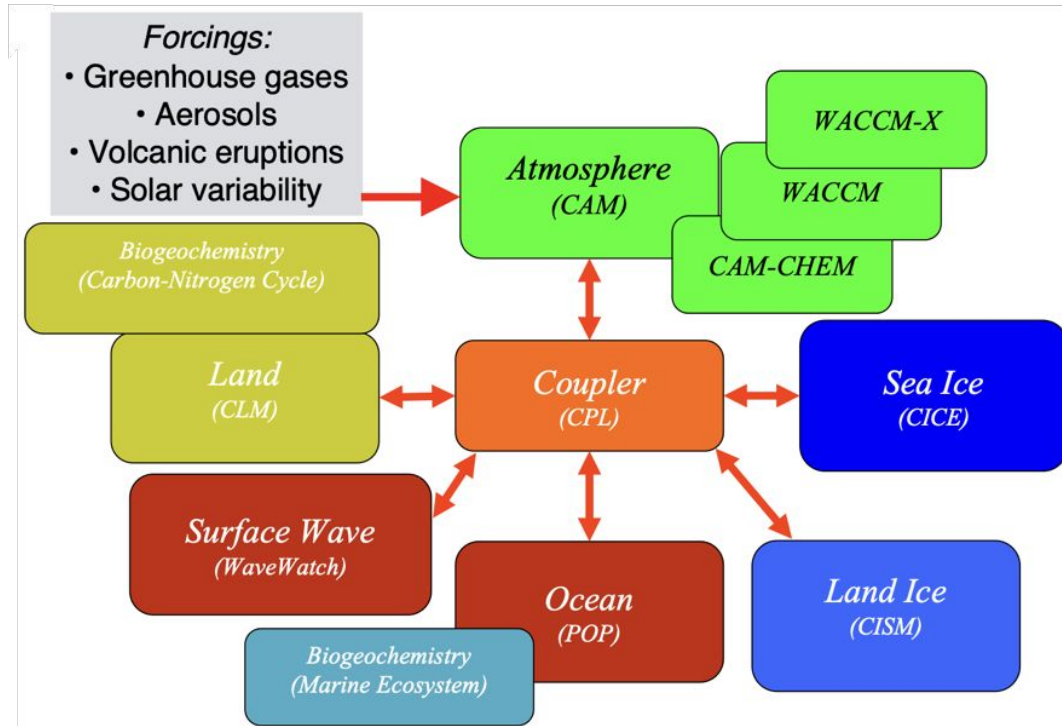 Forcings:
• Greenhouse gases
• Aerosols
• Volcanic eruptions
• Solar variability
Atmosphere
(CAM)
WACCM-X
WACCM
CAM-CHEM
Biogeochemistry
(Carbon-Nitrogen Cycle)
Land
(CLM)
Coupler
(CPL)
Sea Ice
(CICE)
Surface Wave
(WaveWatch)
Ocean
(POP)
Land Ice
(CISM)
Biogeochemistry
(Marine Ecosystem)